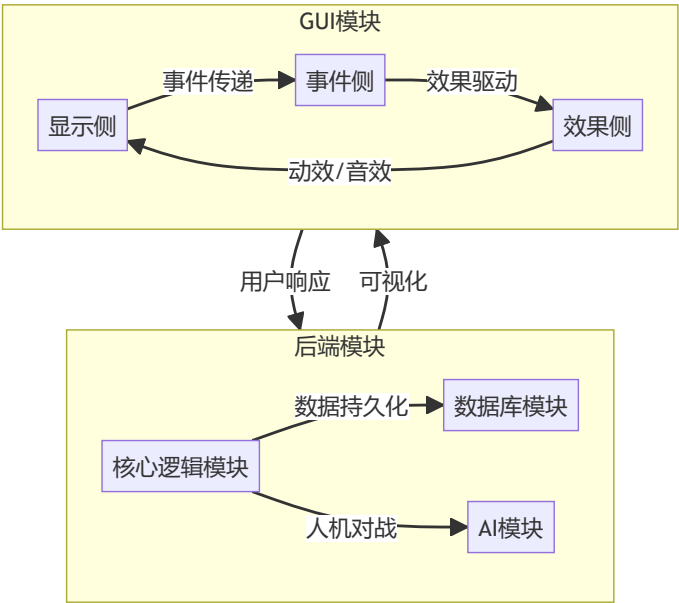 GUI模块
事件传递
事件侧
效果驱动
显示侧
效果侧
动效/音效
用户响应
可视化
后端模块
数据持久化
数据库模块
核心逻辑模块
人机对战
AI模块